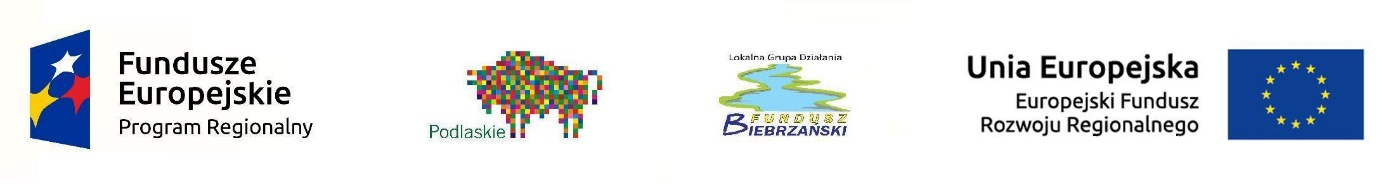 Fundusze
Europejskie
Program Regionalny
Podlaskie
Lokalna Grupa Działania
FUNDUSZ
BIEBRZAŃSKI
Unia Europejska
Europejski Fundusz
Rozwoju Regionalnego